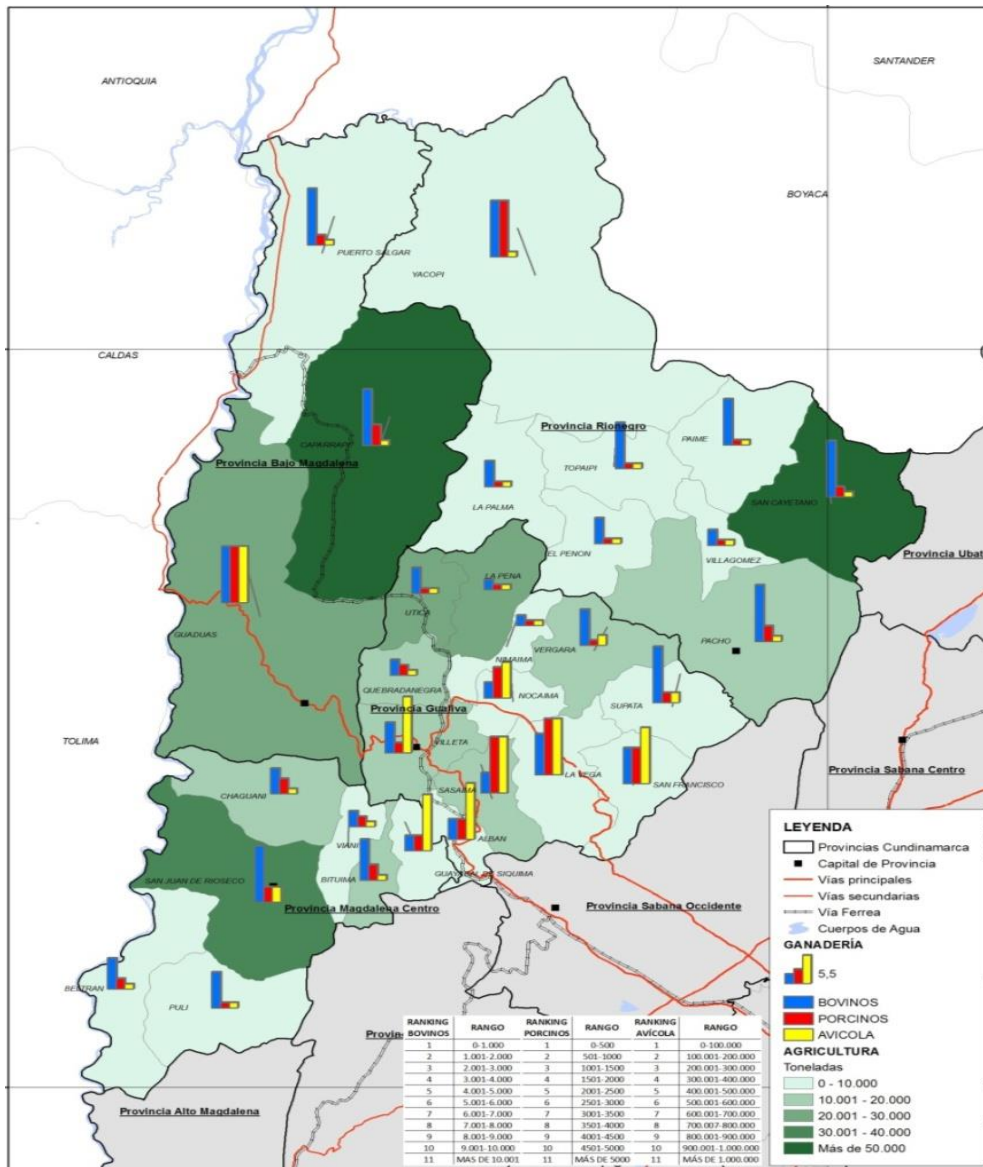 ANTIOQUIA
SANTANDER
BOYACA
PUERTO SALGAR
YACOPI
CALDAS
CAPARRAPI
Provincia Bajo Magdalena
Provincia Rionegro
PAIME
TOPAIPI
LA PALMA
SAN CAYETANO
EL PENON
VILLAGOMEZ
Provincia Ubat
LA PENA
UTICA
GUADUAS
PACHO
VERGARA
NIMAIMA
QUEBRADANEGRA
NOCAIMA
SUPATA
Provincia Gualiva
TOLIMA
VILLETA
Provincia Sabana Centro
CHAGUANI
SASAIMA
LA VEGA
SAN FRANCISCO
VIANI
ALBAN
SAN JUAN DE RIOSECO
BITUIMA
GUAYABAL DE SIQUIMA
Provincia Magdalena Centro
Provincia Sabana Occidente
BELTRAN
PULI
Provincia Alto Magdalena
LEYENDA
Provincias Cundinamarca
Capital de Provincia
Vías principales
Vías secundarias
Vía Ferrea
Cuerpos de Agua
GANADERÍA
5,5
BOVINOS
PORCINOS
AVICOLA
AGRICULTURA
Toneladas
0 - 10.000
10.001 - 20.000
20.001 - 30.000
30.001 - 40.000
Más de 50.000
RANKING BOVINOS RANGO RANKING PORCINOS RANGO RANKING AVÍCOLA RANGO
1 0-1.000 1 0-500 1 0-100.000
2 1.001-2.000 2 501-1000 2 100.001-200.000
3 2.001-3.000 3 1001-1500 3 200.001-300.000
4 3.001-4.000 4 1501-2000 4 300.001-400.000
5 4.001-5.000 5 2001-2500 5 400.001-500.000
6 5.001-6.000 6 2501-3000 6 500.001-600.000
7 6.001-7.000 7 3001-3500 7 600.001-700.000
8 7.001-8.000 8 3501-4000 8 700.007-800.000
9 8.001-9.000 9 4001-4500 9 800.001-900.000
10 9.001-10.000 10 4501-5000 10 900.001-1.000.000
11 MAS DE 10.001 11 MÁS DE 5000 11 MÁS DE 1.000.000